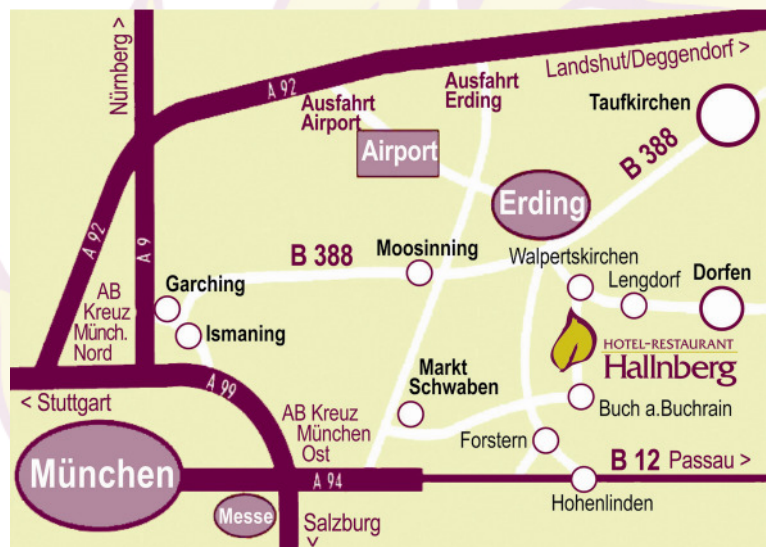 Nürnberg >
A 92
Landshut/Deggendorf >
Ausfahrt
Airport
Ausfahrt
Erding
Taufkirchen
Airport
B 388
Erding
A 92
A 9
B 388
Moosinning
Walpertskirchen
Garching
Lengdorf
Dorfen
AB
Kreuz
Münch.
Nord
Ismaning
HOTEL-RESTAURANT
Hallnberg
Markt
Schwaben
A 99
< Stuttgart
AB Kreuz
München
Ost
Buch a.Buchrain
Forstern
München
A 94
B 12 Passau >
Hohenlinden
Messe
Salzburg
>